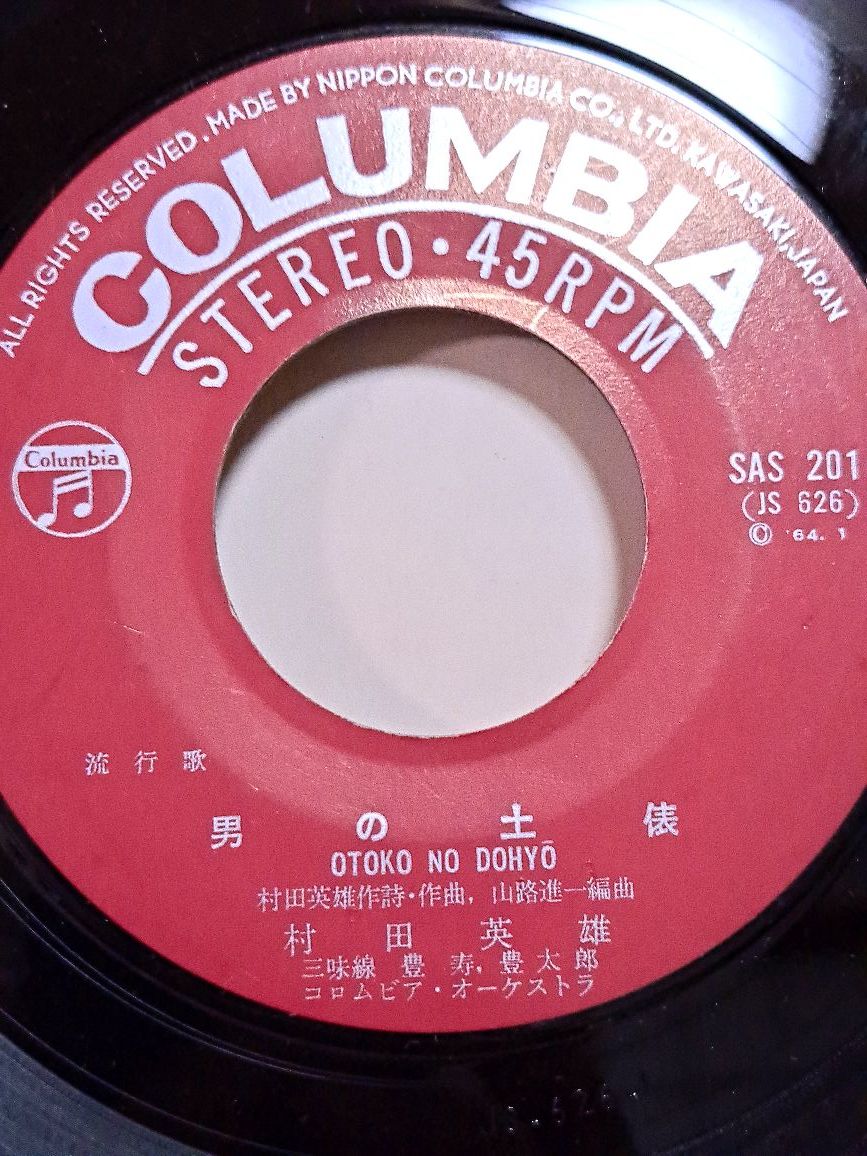 ALL RIGHTS RESERVED. MADE BY NIPPON COLUMBIA CO., LTD. KAWASAKI, JAPAN
COLUMBIA
STEREO・45RPM
Columbia
SAS 201
(JS 626)
© '64. 1
流行歌
男の土俵
OTOKO NO DOHYŌ
村田英雄作詩・作曲, 山路進一編曲
村田英雄
三味線 豊寿, 豊太郎
コロムビア・オーケストラ